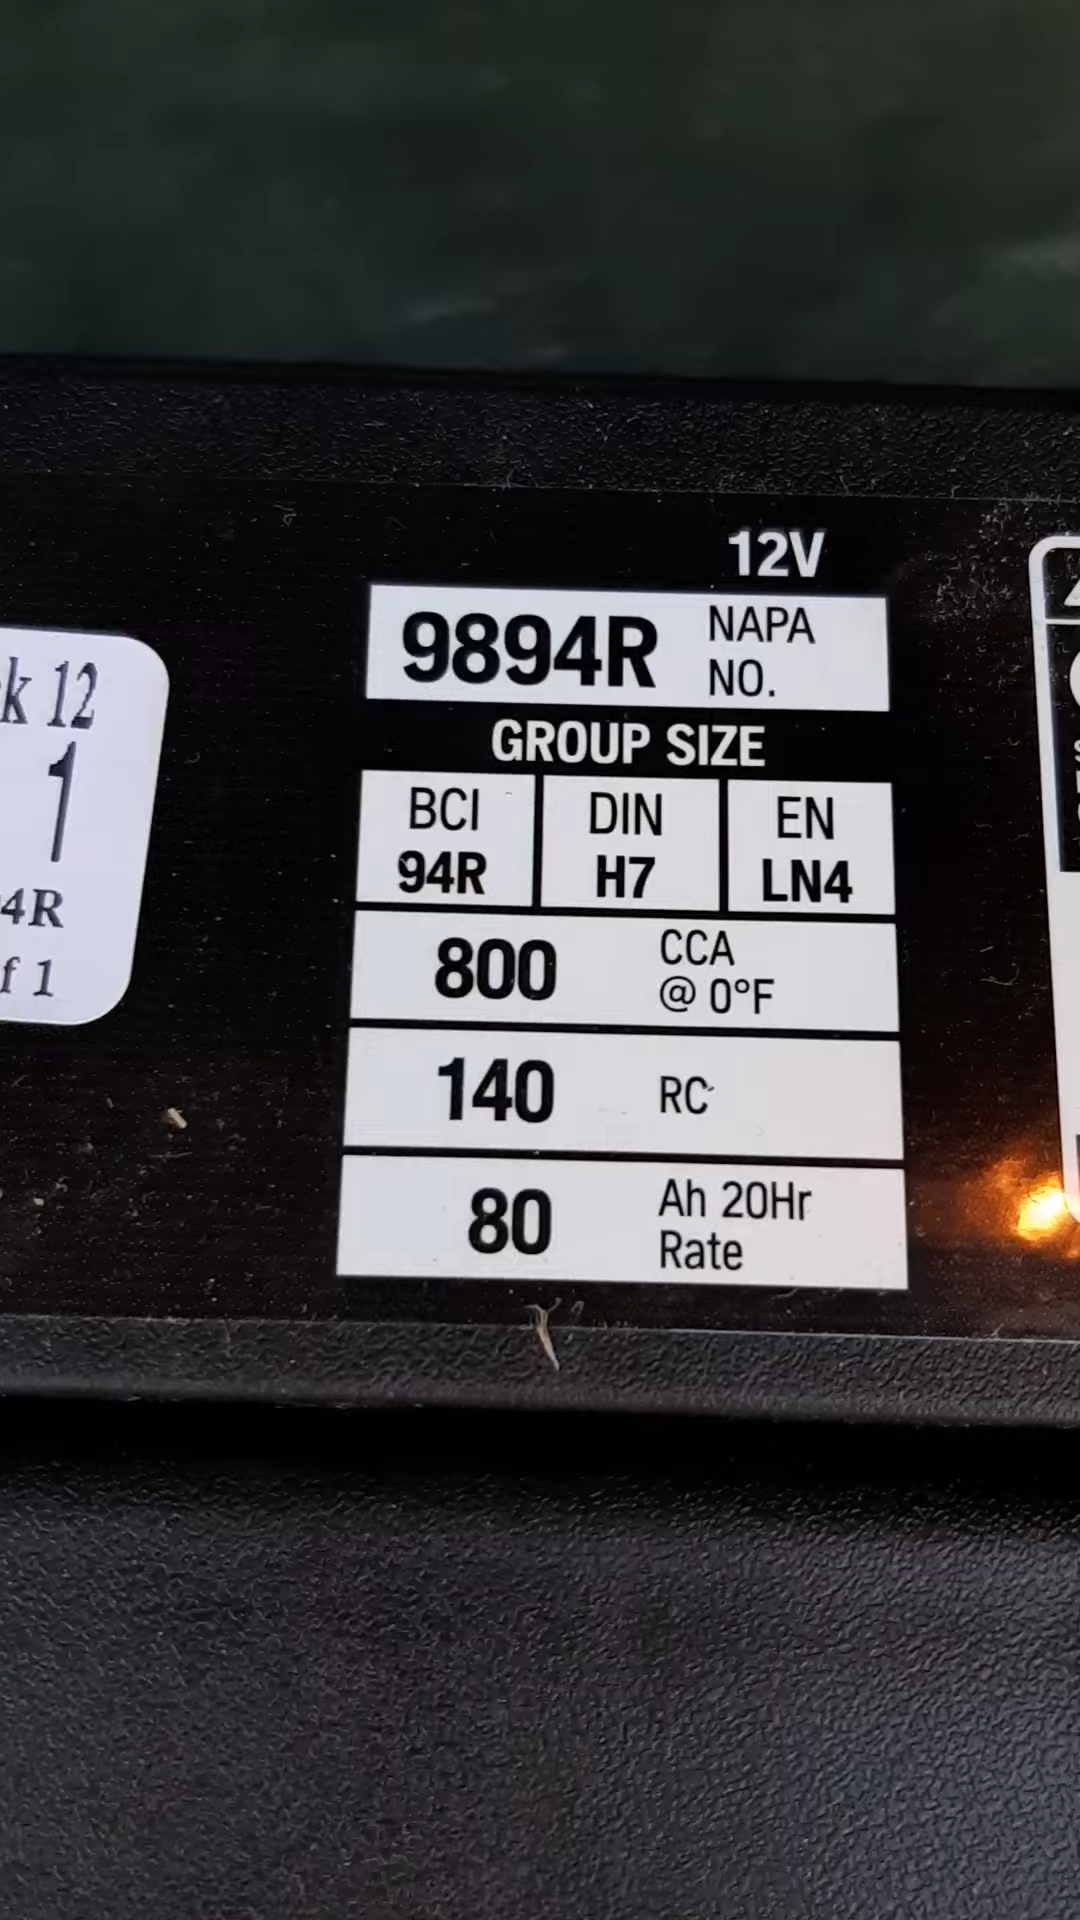 12V
9894R NAPA NO.
GROUP SIZE
BCI 94R
DIN H7
EN LN4
800 CCA @ 0°F
140 RC
80 Ah 20Hr Rate
k 12
1
4R
f 1